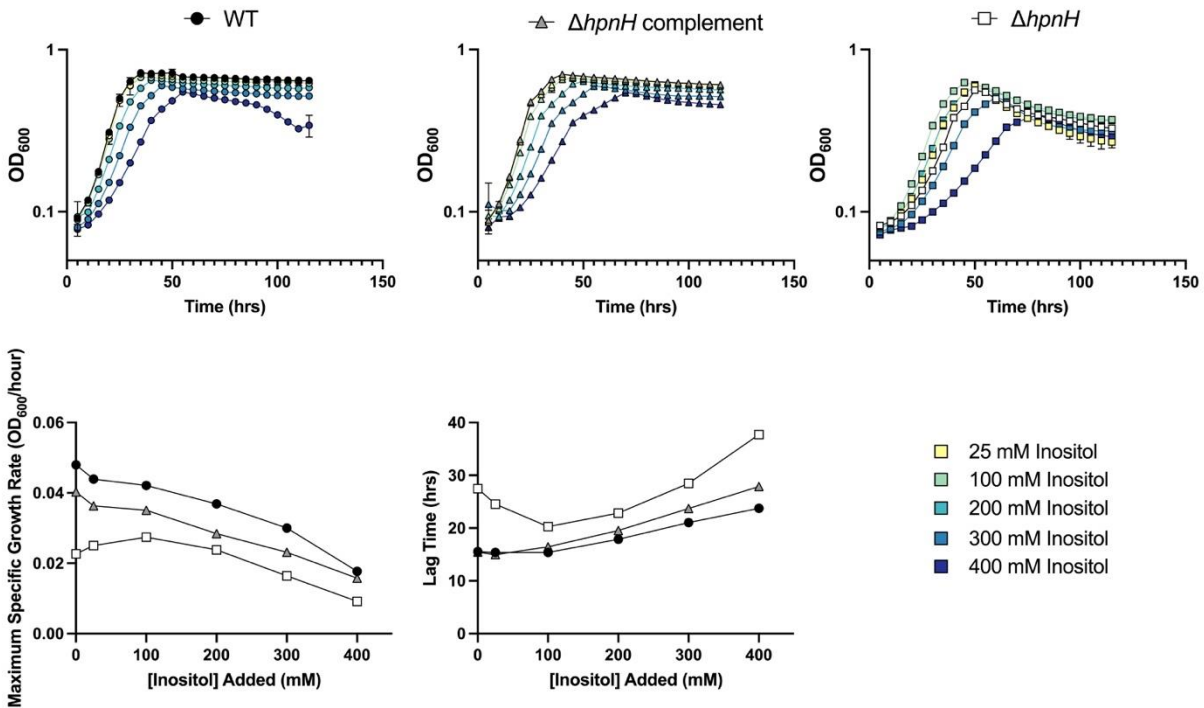 WT
ΔhpnH complement
ΔhpnH
1
0.1
OD600
0
50
100
150
Time (hrs)
1
0.1
OD600
0
50
100
150
Time (hrs)
1
0.1
OD600
0
50
100
150
Time (hrs)
Maximum Specific Growth Rate (OD600/hour)
0.06
0.04
0.02
0.00
0
100
200
300
400
[Inositol] Added (mM)
Lag Time (hrs)
40
30
20
10
0
0
100
200
300
400
[Inositol] Added (mM)
25 mM Inositol
100 mM Inositol
200 mM Inositol
300 mM Inositol
400 mM Inositol